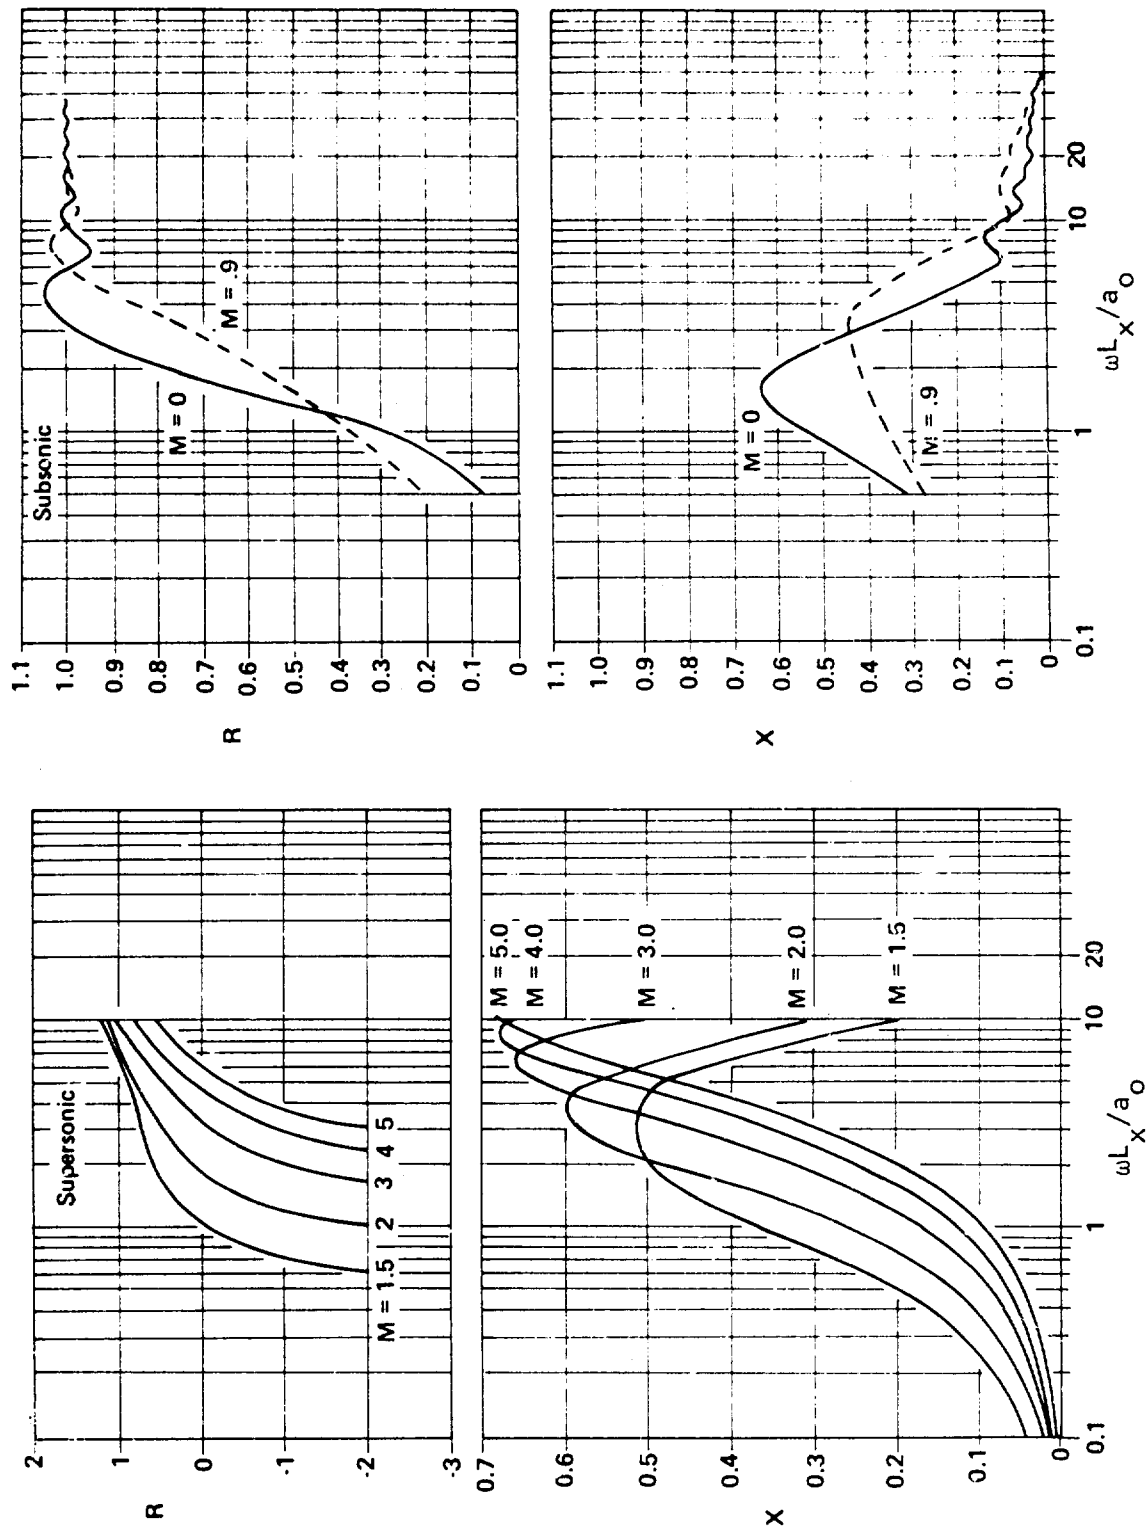 Supersonic
R
2
1
0
-1
-2
-3
M = 1.5 2 3 4 5
X
0.7
0.6
0.5
0.4
0.3
0.2
0.1
0
M = 5.0
M = 4.0
M = 3.0
M = 2.0
M = 1.5
0.1 1 10 20
ωLx/ao
Subsonic
R
1.1
1.0
0.9
0.8
0.7
0.6
0.5
0.4
0.3
0.2
0.1
0
M = 0
M = .9
X
1.1
1.0
0.9
0.8
0.7
0.6
0.5
0.4
0.3
0.2
0.1
0
M = 0
M = .9
0.1 1 10 20
ωLx/ao